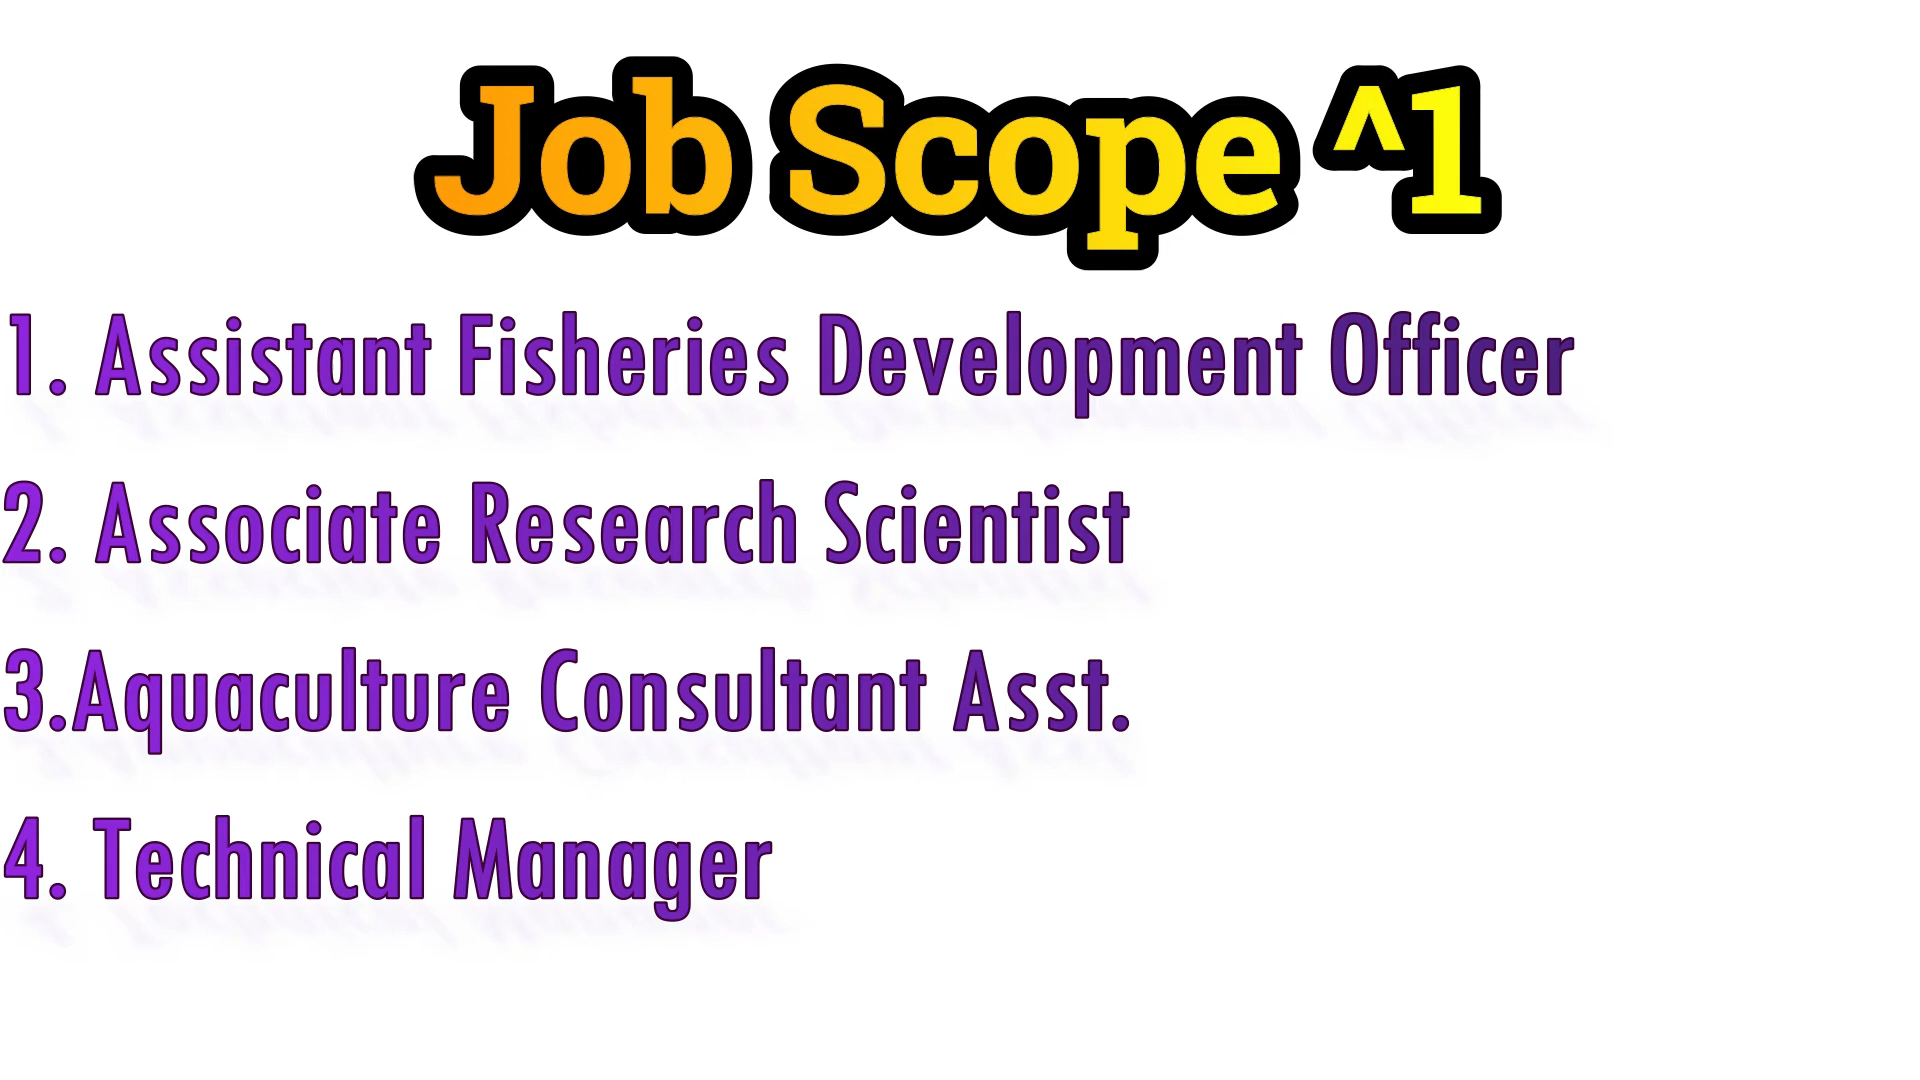 Job Scope ^1
1. Assistant Fisheries Development Officer
2. Associate Research Scientist
3.Aquaculture Consultant Asst.
4. Technical Manager